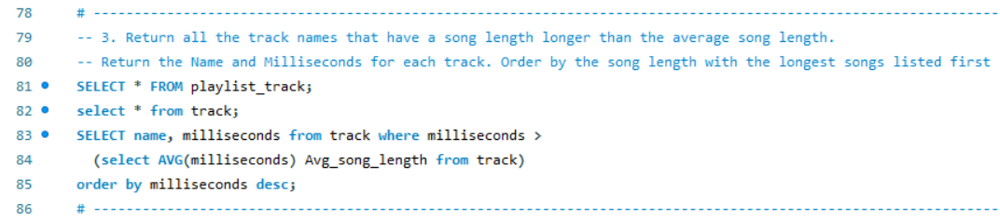 78 # ----------------------------------------------------------------------------------------------------------------
79 -- 3. Return all the track names that have a song length longer than the average song length.
80 -- Return the Name and Milliseconds for each track. Order by the song length with the longest songs listed first
81 SELECT * FROM playlist_track;
82 select * from track;
83 SELECT name, milliseconds from track where milliseconds >
84 (select AVG(milliseconds) Avg_song_length from track)
85 order by milliseconds desc;
86 # ----------------------------------------------------------------------------------------------------------------